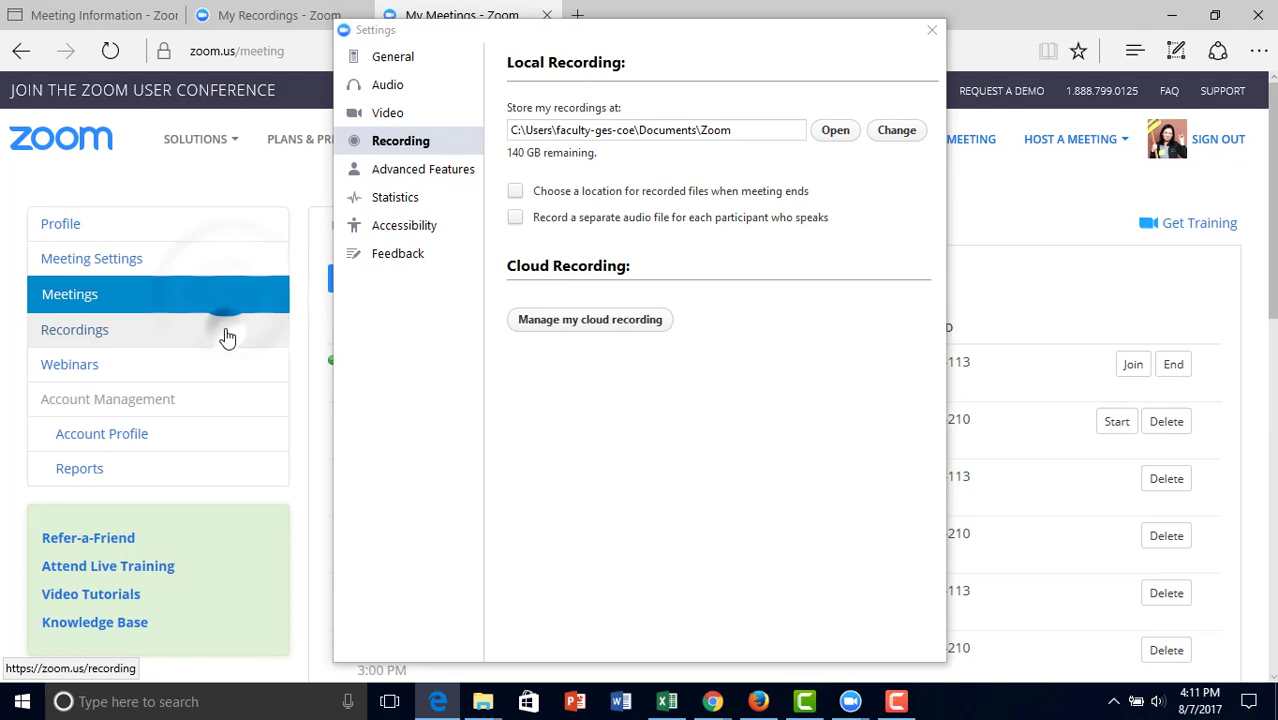 Meeting Information - Zoom
My Recordings - Zoom
My Meetings - Zoom
zoom.us/meeting
JOIN THE ZOOM USER CONFERENCE
REQUEST A DEMO
1.888.799.0125
FAQ
SUPPORT
zoom
SOLUTIONS
PLANS & PRI
MEETING
HOST A MEETING
SIGN OUT
Profile
Meeting Settings
Meetings
Recordings
Webinars
Account Management
Account Profile
Reports
Refer-a-Friend
Attend Live Training
Video Tutorials
Knowledge Base
https://zoom.us/recording
Settings
General
Audio
Video
Recording
Advanced Features
Statistics
Accessibility
Feedback
Local Recording:
Store my recordings at:
C:\Users\faculty-ges-coe\Documents\Zoom
Open
Change
140 GB remaining.
Choose a location for recorded files when meeting ends
Record a separate audio file for each participant who speaks
Cloud Recording:
Manage my cloud recording
Get Training
D
-113
Join
End
-210
Start
Delete
-113
Delete
-210
Delete
-113
Delete
-210
Delete
3:00 PM
Type here to search
4:11 PM
8/7/2017